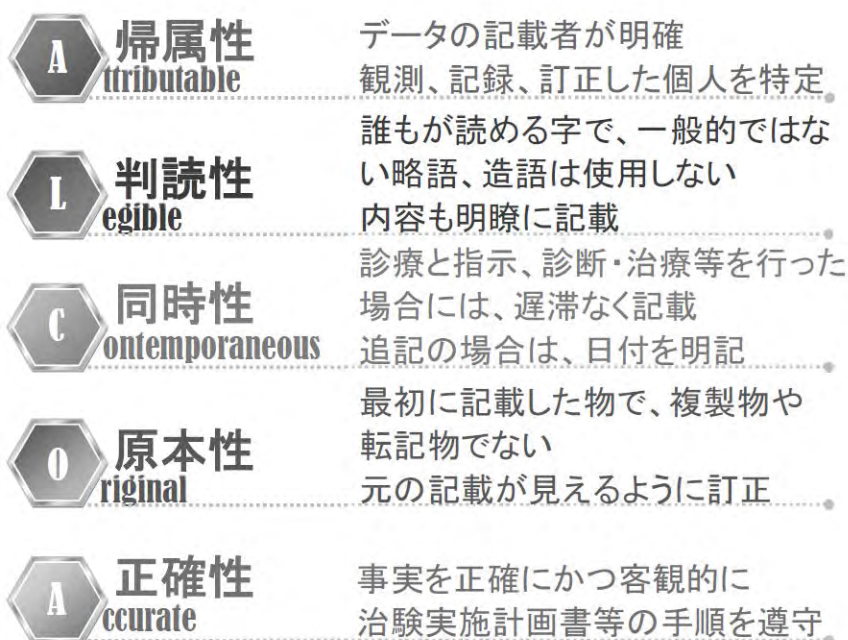 A 帰属性
ttributable
データの記載者が明確
観測、記録、訂正した個人を特定
L 判読性
egible
誰もが読める字で、一般的ではな
い略語、造語は使用しない
内容も明瞭に記載
C 同時性
ontemporaneous
診療と指示、診断・治療等を行った
場合には、遅滞なく記載
追記の場合は、日付を明記
O 原本性
riginal
最初に記載した物で、複製物や
転記物でない
元の記載が見えるように訂正
A 正確性
ccurate
事実を正確にかつ客観的に
治験実施計画書等の手順を遵守